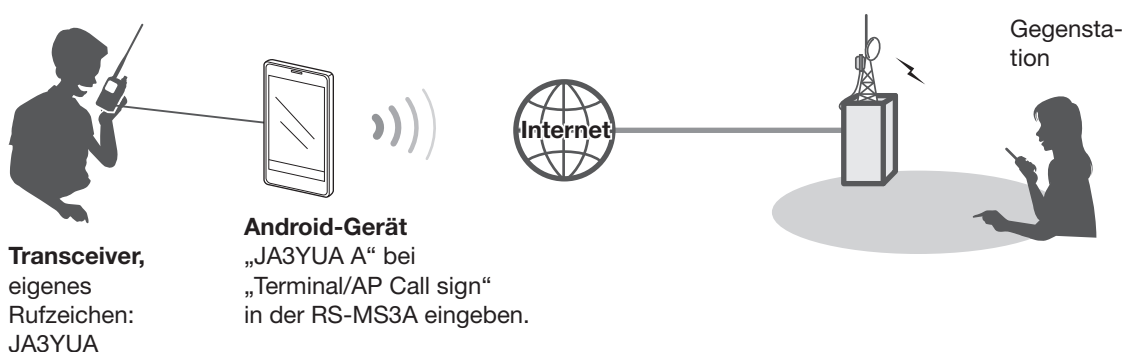 Gegensta-
tion
Internet
Transceiver,
eigenes
Rufzeichen:
JA3YUA
Android-Gerät
„JA3YUA A“ bei
„Terminal/AP Call sign“
in der RS-MS3A eingeben.